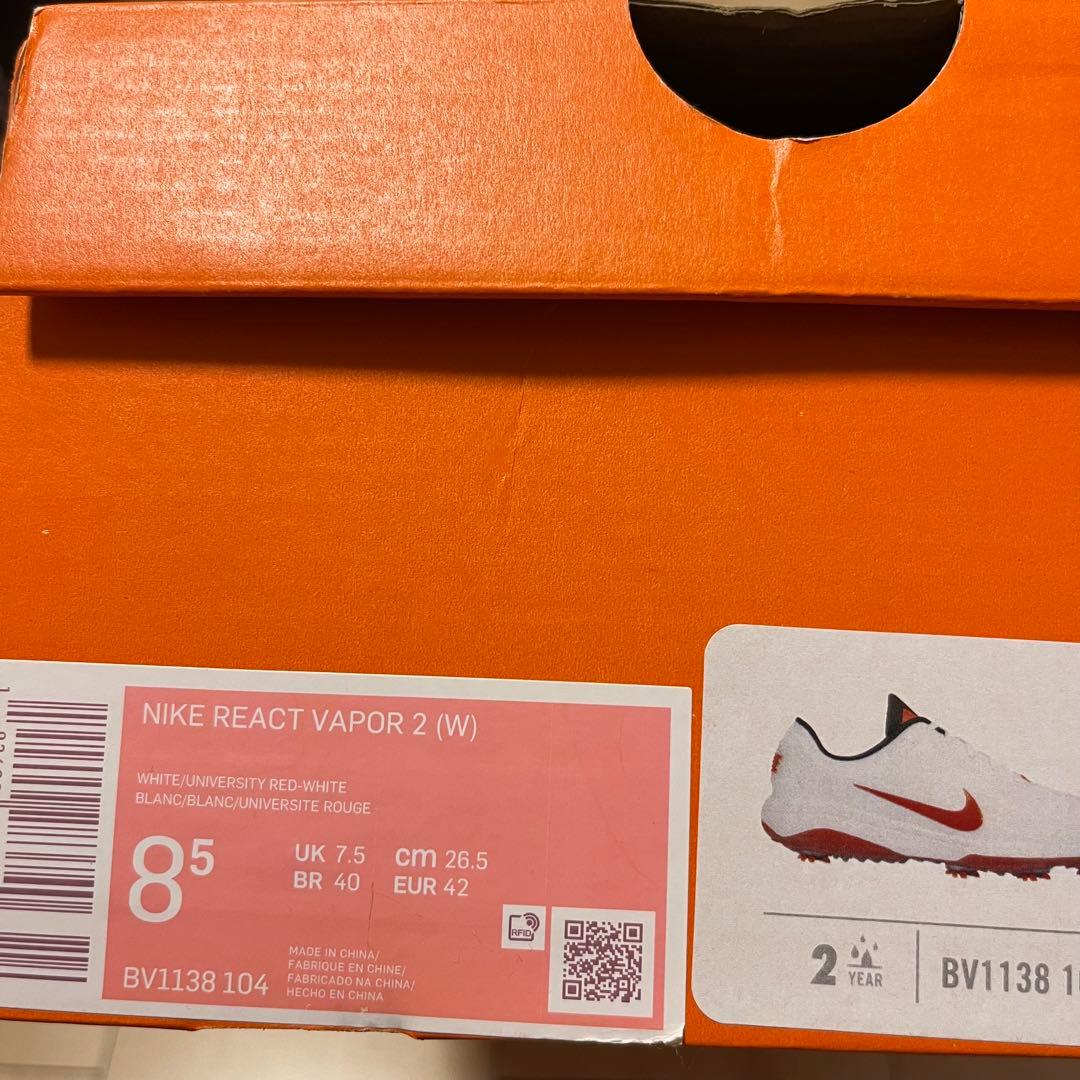 NIKE REACT VAPOR 2 (W)
WHITE/UNIVERSITY RED-WHITE
BLANC/BLANC/UNIVERSITE ROUGE
8⁵
UK 7.5 cm 26.5
BR 40 EUR 42
RFID
MADE IN CHINA/
FABRIQUE EN CHINE/
FABRICADO NA CHINA/
HECHO EN CHINA
BV1138 104
2 YEAR
BV1138